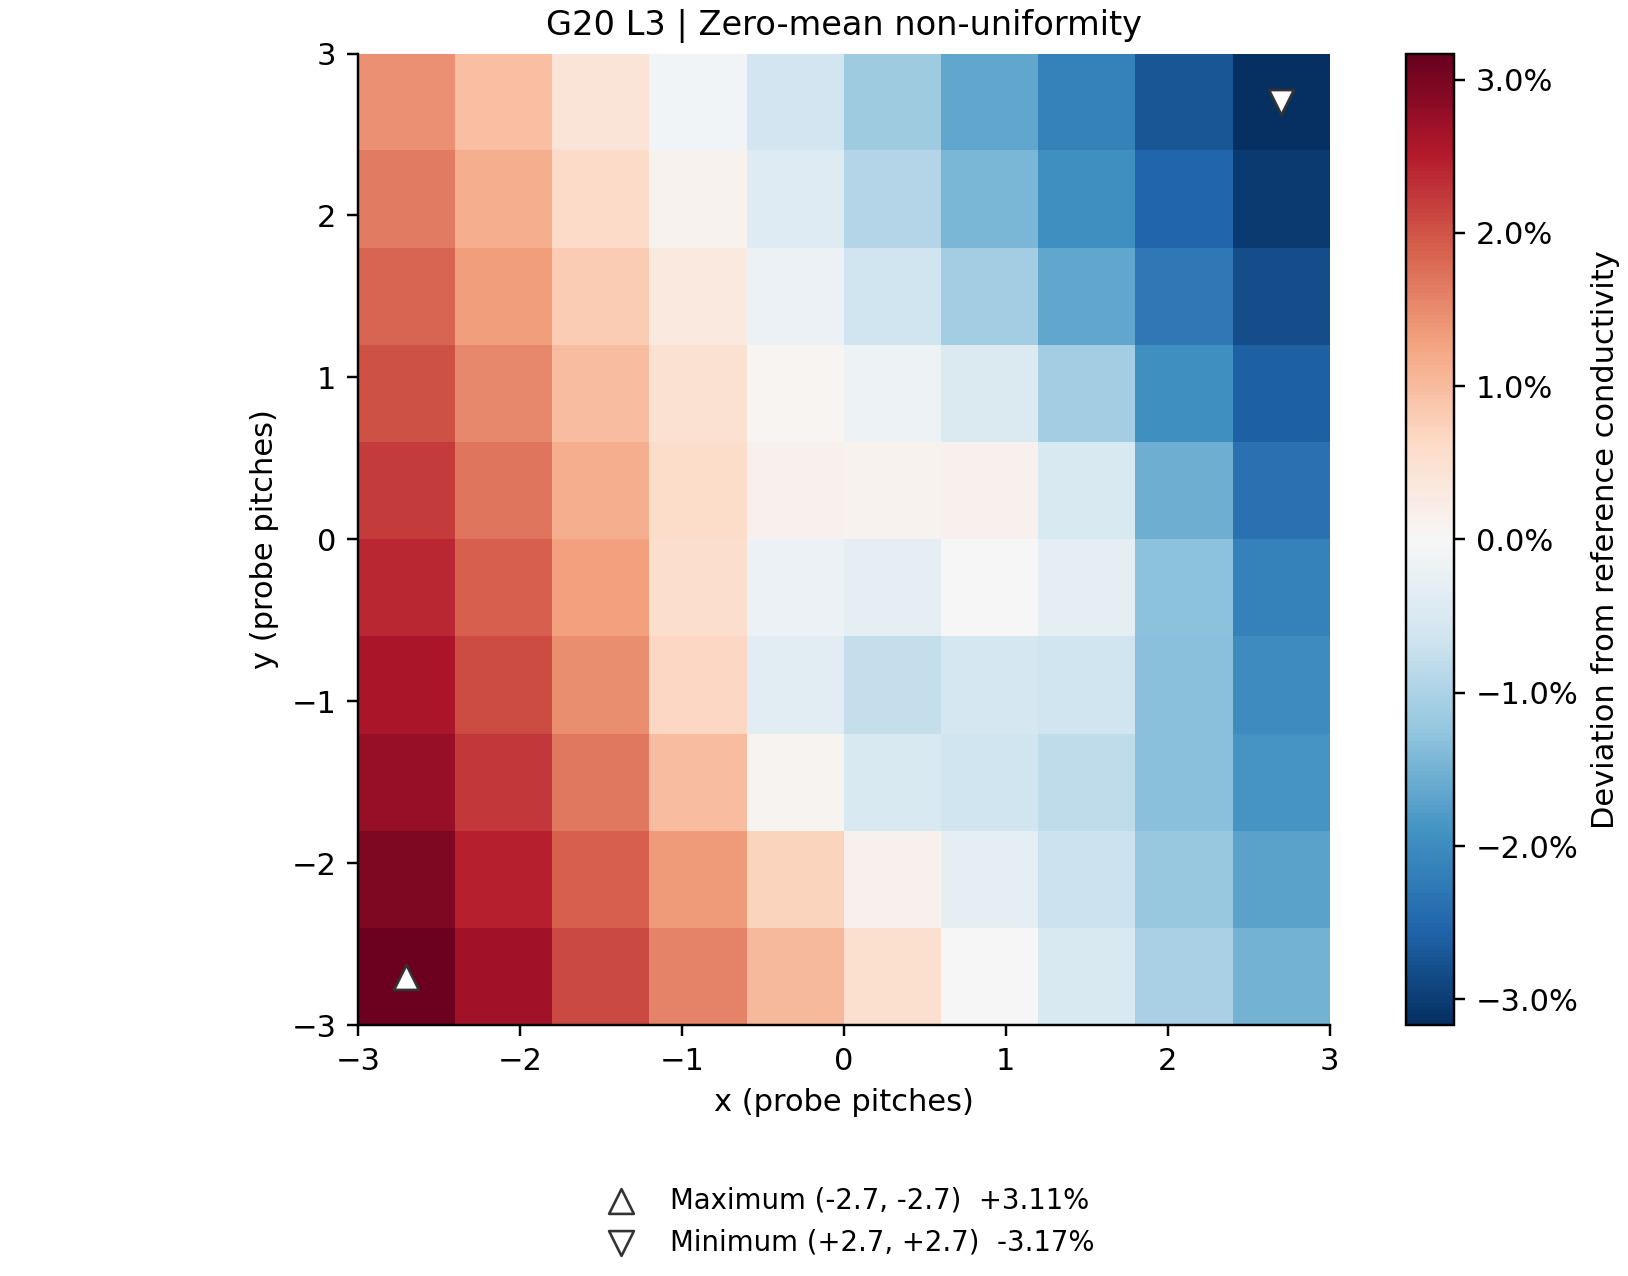 G20 L3 | Zero-mean non-uniformity
3
2
1
0
−1
−2
−3
y (probe pitches)
−3 −2 −1 0 1 2 3
x (probe pitches)
3.0%
2.0%
1.0%
0.0%
−1.0%
−2.0%
−3.0%
Deviation from reference conductivity
Maximum (-2.7, -2.7) +3.11%
Minimum (+2.7, +2.7) -3.17%